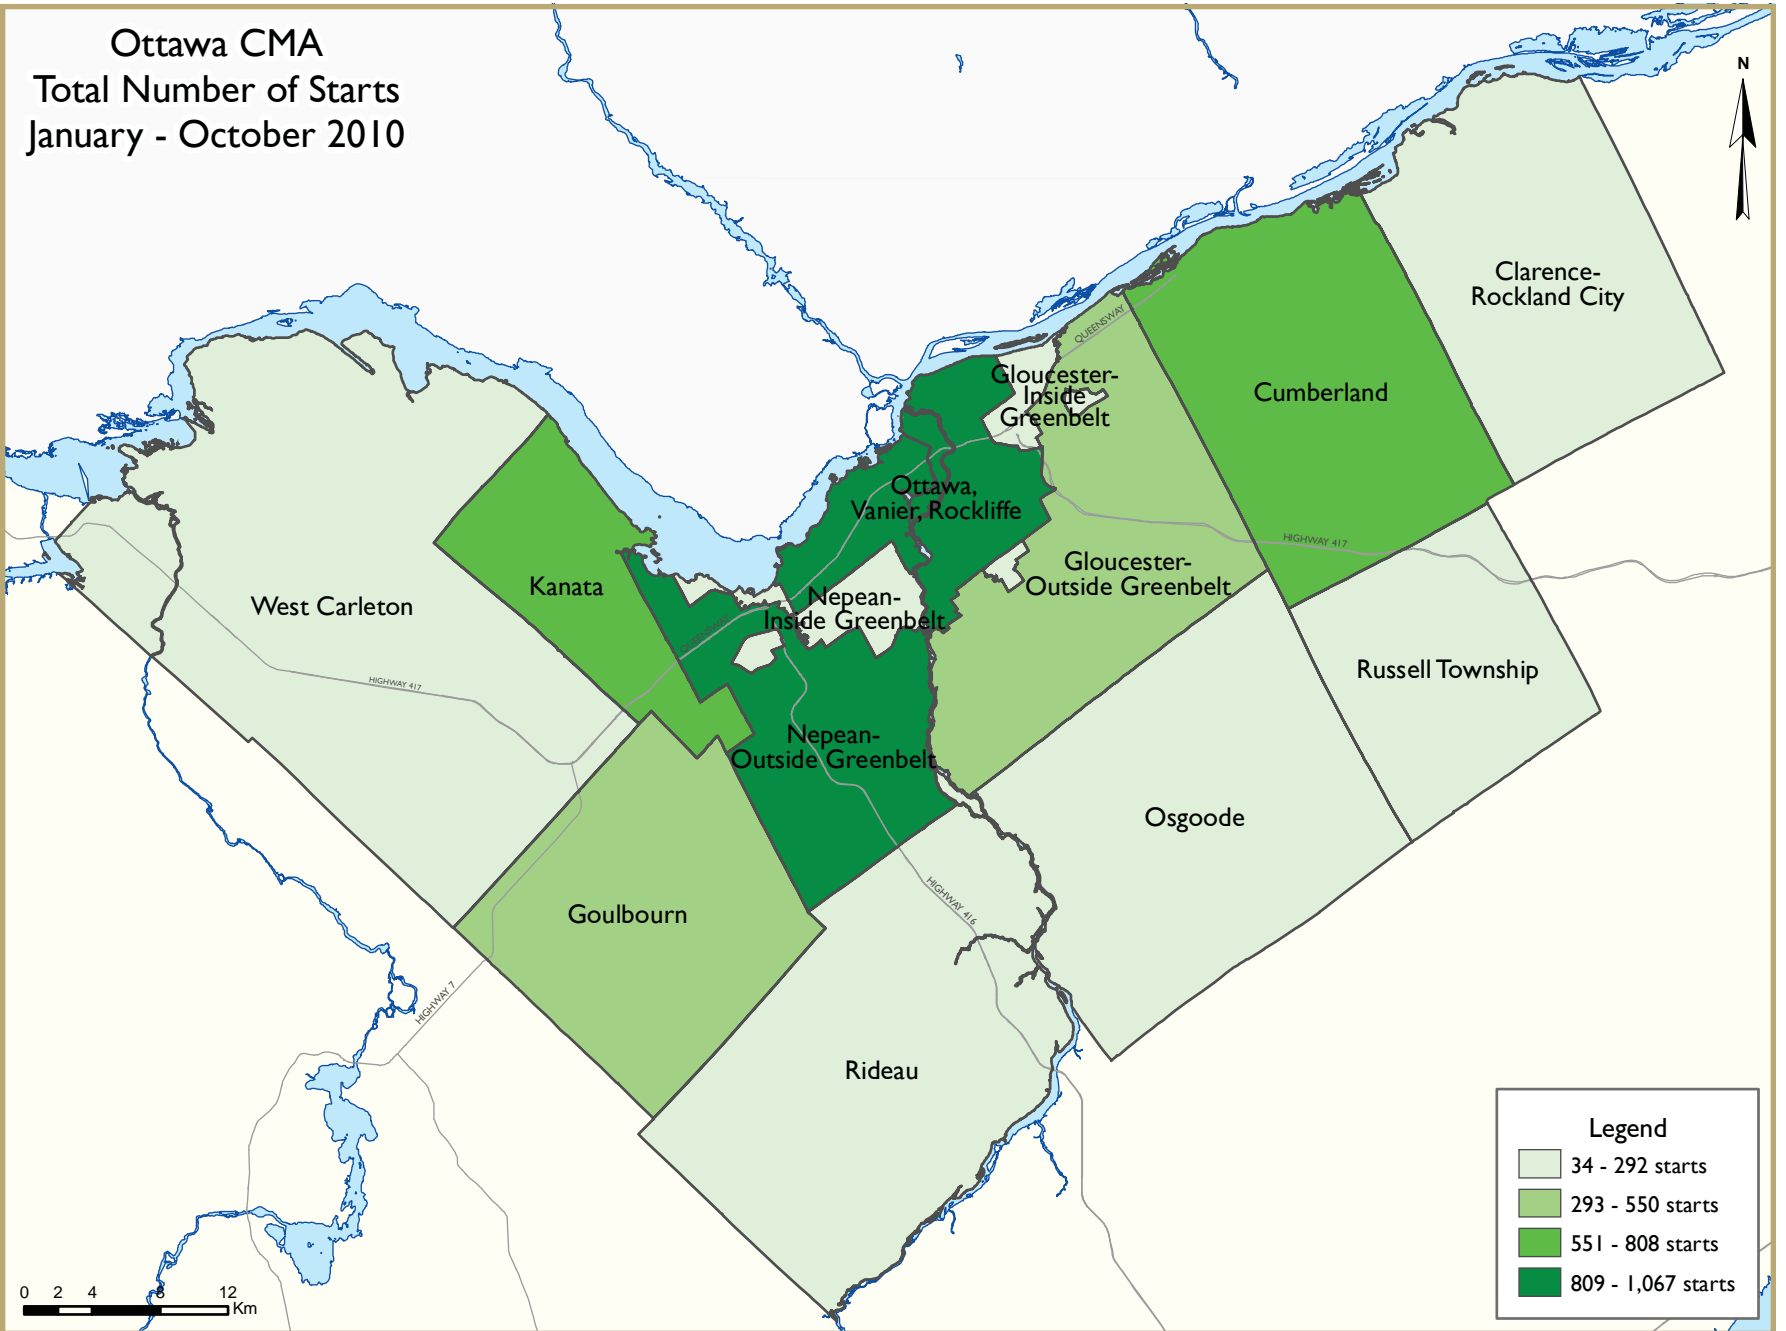 Ottawa CMA
Total Number of Starts
January - October 2010
N
Clarence-
Rockland City
QUEENSWAY
Gloucester-
Inside
Greenbelt
Cumberland
Ottawa,
Vanier, Rockliffe
HIGHWAY 417
Gloucester-
Outside Greenbelt
Kanata
West Carleton
Nepean-
Inside Greenbelt
QUEENSWAY
Russell Township
HIGHWAY 417
Nepean-
Outside Greenbelt
Osgoode
HIGHWAY 416
Goulbourn
HIGHWAY 7
Rideau
Legend
34 - 292 starts
293 - 550 starts
551 - 808 starts
809 - 1,067 starts
0 2 4 8 12
Km